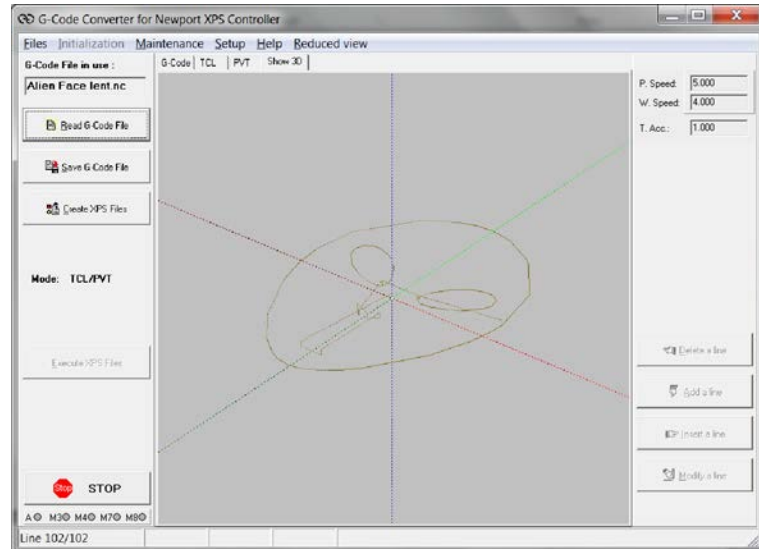 G-Code Converter for Newport XPS Controller
Files Initialization Maintenance Setup Help Reduced view
G-Code File in use :
Alien Face lent.nc
Read G-Code File
Save G-Code File
Create XPS Files
Mode: TCL/PVT
Execute XPS Files
Stop STOP
A M3 M4 M7 M8
Line 102/102
G-Code TCL PVT Show 3D
P. Speed: 5.000
W. Speed: 4.000
T. Acc.: 1.000
Delete a line
Add a line
Insert a line
Modify a line